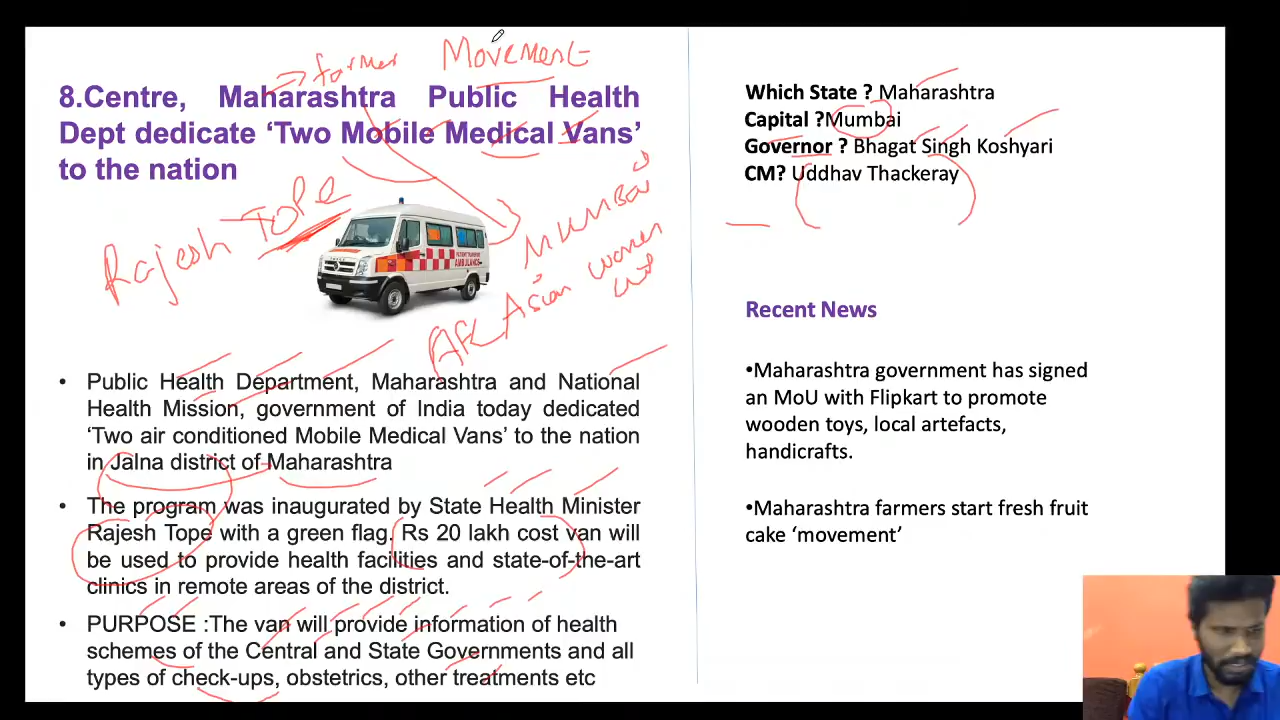 farmer Movement
8.Centre, Maharashtra Public Health
Dept dedicate ‘Two Mobile Medical Vans’
to the nation
Rajesh Tope
PATIENT TRANSPORT
AMBULANCE
MUMBai
AFC Asian women
• Public Health Department, Maharashtra and National
Health Mission, government of India today dedicated
‘Two air conditioned Mobile Medical Vans’ to the nation
in Jalna district of Maharashtra
• The program was inaugurated by State Health Minister
Rajesh Tope with a green flag. Rs 20 lakh cost van will
be used to provide health facilities and state-of-the-art
clinics in remote areas of the district.
• PURPOSE :The van will provide information of health
schemes of the Central and State Governments and all
types of check-ups, obstetrics, other treatments etc
Which State ? Maharashtra
Capital ?Mumbai
Governor ? Bhagat Singh Koshyari
CM? Uddhav Thackeray
Recent News
•Maharashtra government has signed
an MoU with Flipkart to promote
wooden toys, local artefacts,
handicrafts.
•Maharashtra farmers start fresh fruit
cake ‘movement’